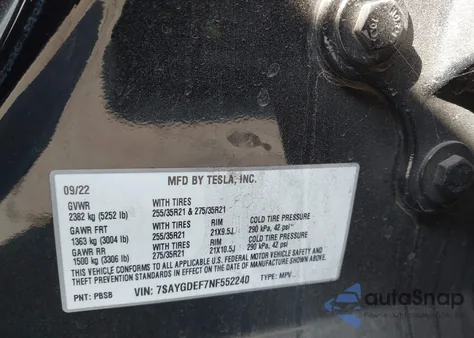 MFD BY TESLA, INC.
09/22
GVWR WITH TIRES
2382 kg (5252 lb) 255/35R21 & 275/35R21
GAWR FRT WITH TIRES RIM COLD TIRE PRESSURE
1363 kg (3004 lb) 255/35R21 21X9.5J 290 kPa, 42 psi
GAWR RR WITH TIRES RIM COLD TIRE PRESSURE
1500 kg (3306 lb) 275/35R21 21X10.5J 290 kPa, 42 psi
THIS VEHICLE CONFORMS TO ALL APPLICABLE U.S. FEDERAL MOTOR VEHICLE SAFETY AND
THEFT PREVENTION STANDARDS IN EFFECT ON THE DATE OF MANUFACTURE SHOWN ABOVE.
PNT: PBSB VIN: 7SAYGDEF7NF552240 TYPE: MPV
autoSnap